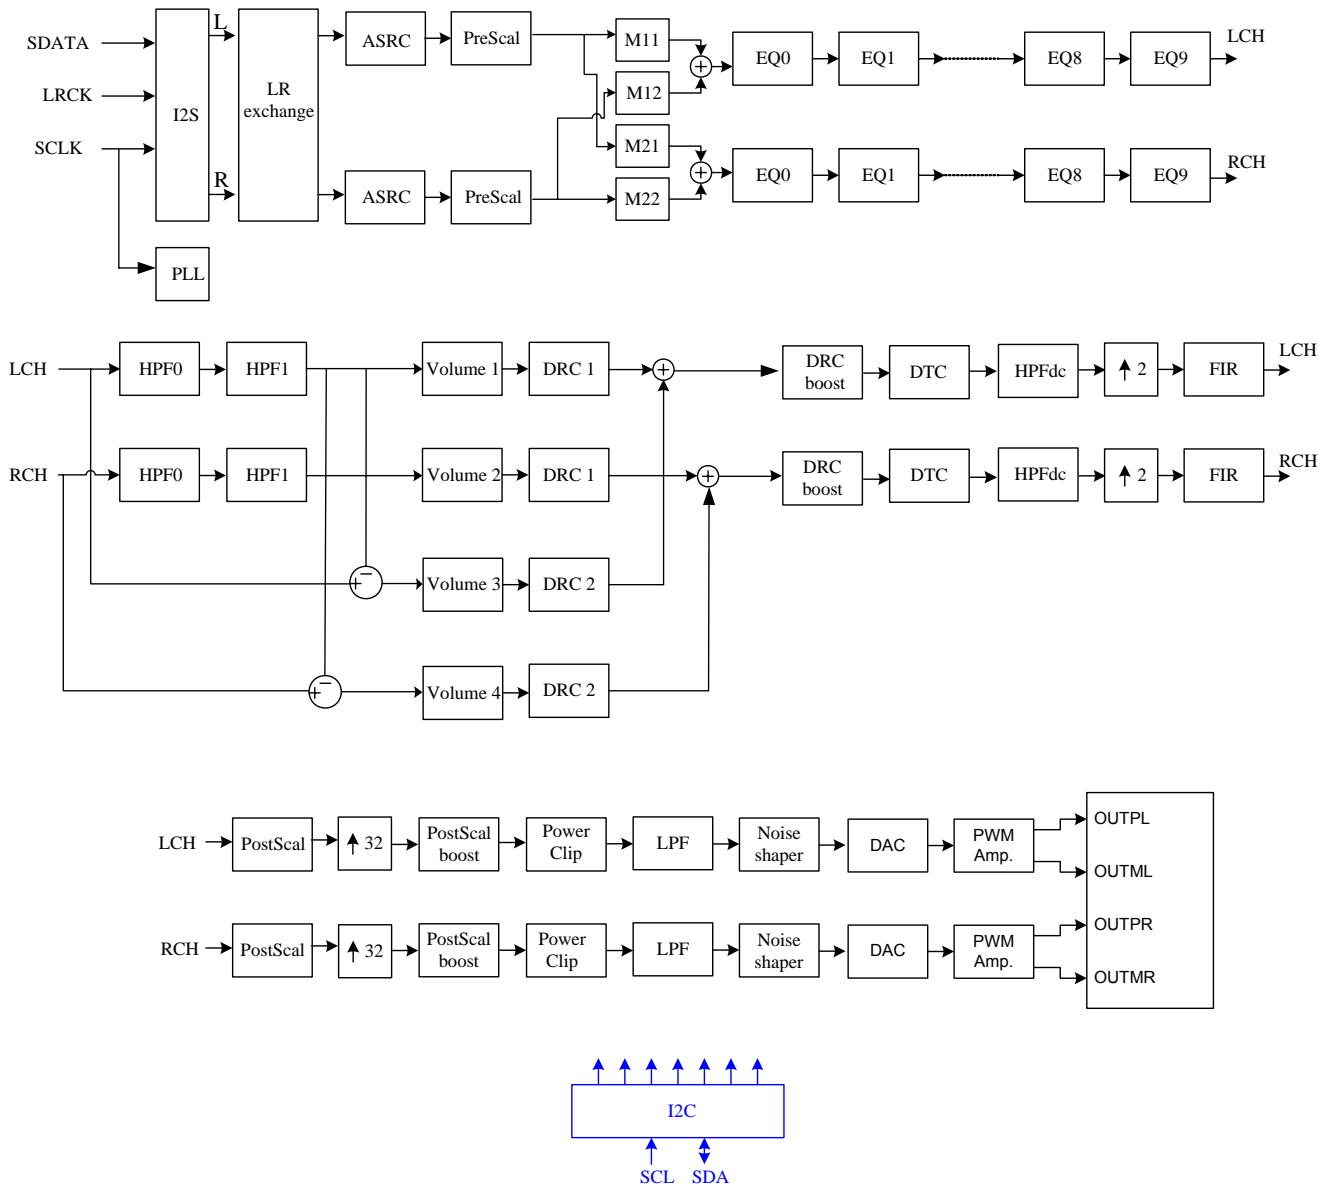 SDATA
LRCK
SCLK
I2S
L
R
PLL
LR
exchange
ASRC
PreScal
ASRC
PreScal
M11
M12
M21
M22
+
+
EQ0
EQ1
EQ8
EQ9
LCH
EQ0
EQ1
EQ8
EQ9
RCH
LCH
HPF0
HPF1
Volume 1
DRC 1
+
DRC
boost
DTC
HPFdc
2
FIR
LCH
RCH
HPF0
HPF1
Volume 2
DRC 1
+
DRC
boost
DTC
HPFdc
2
FIR
RCH
+
−
Volume 3
DRC 2
+
−
Volume 4
DRC 2
LCH
PostScal
32
PostScal
boost
Power
Clip
LPF
Noise
shaper
DAC
PWM
Amp.
OUTPL
OUTML
RCH
PostScal
32
PostScal
boost
Power
Clip
LPF
Noise
shaper
DAC
PWM
Amp.
OUTPR
OUTMR
I2C
SCL
SDA